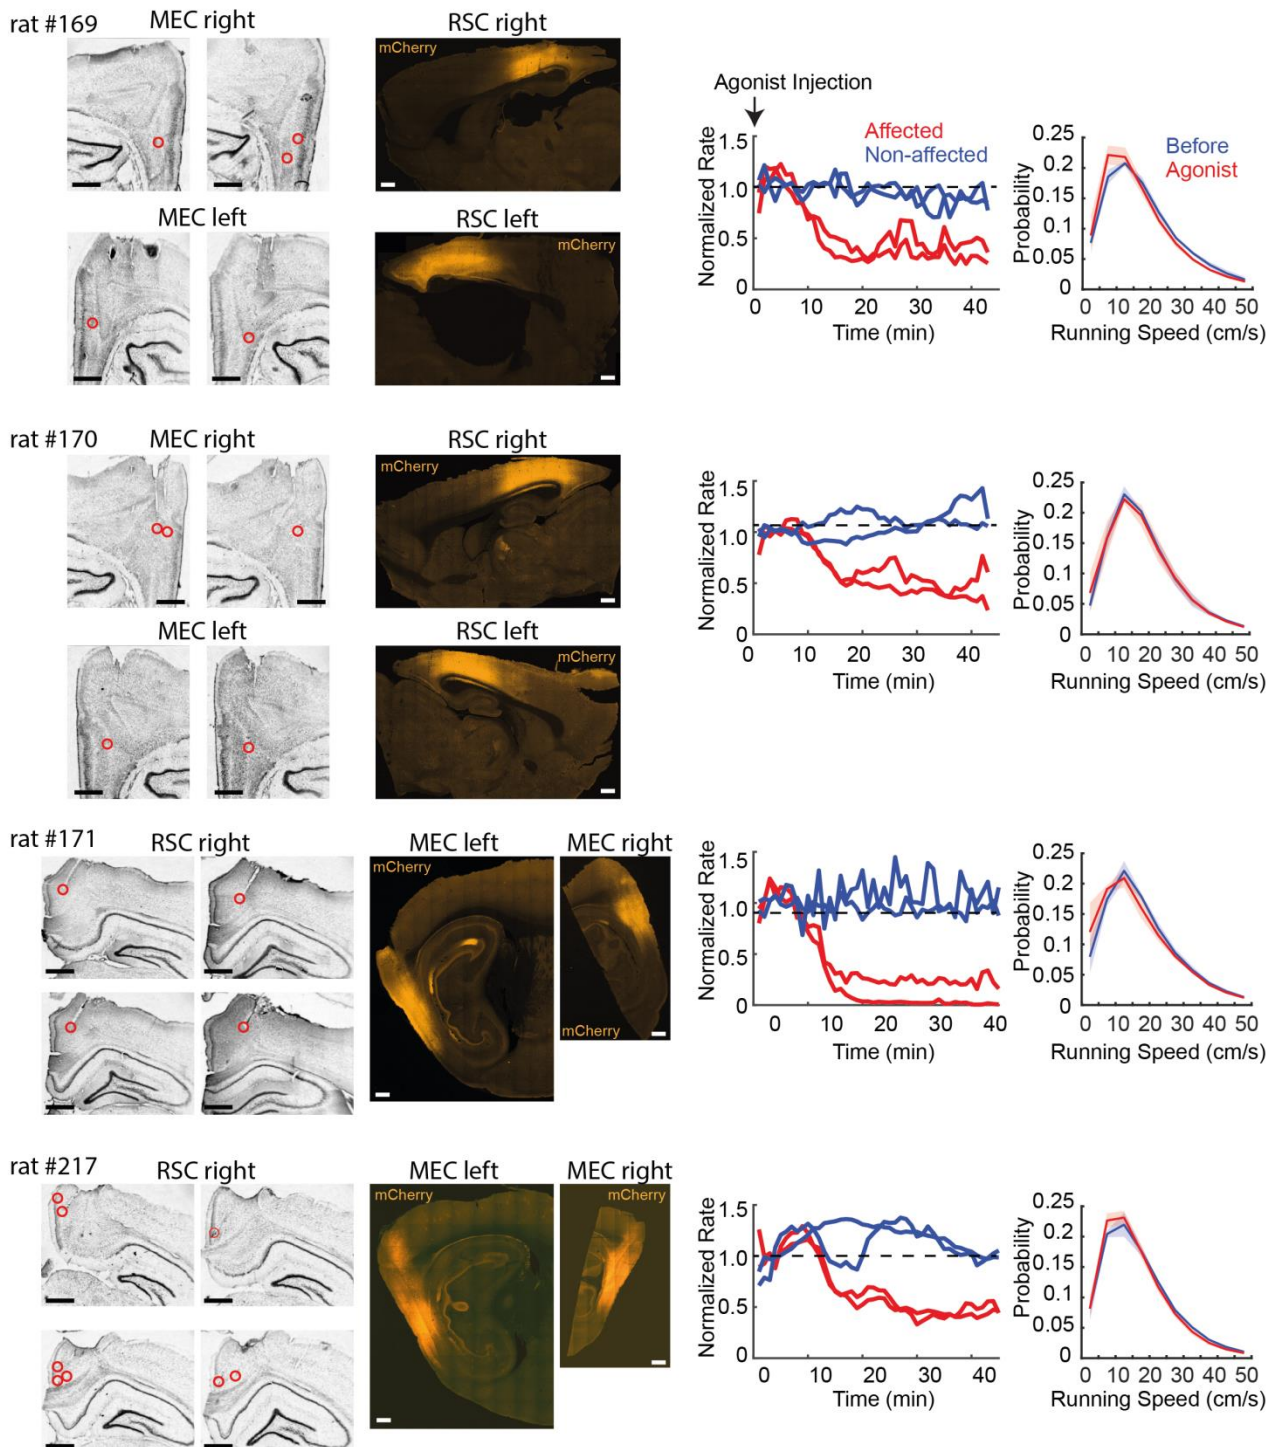 rat #169
MEC right
RSC right
mCherry
MEC left
RSC left
mCherry
Agonist Injection
Affected
Non-affected
Normalized Rate
1.5
1.0
0.5
0
0 10 20 30 40
Time (min)
Before
Agonist
Probability
0.25
0.2
0.15
0.1
0.05
0
0 10 20 30 40 50
Running Speed (cm/s)
rat #170
MEC right
RSC right
mCherry
MEC left
RSC left
mCherry
Normalized Rate
1.5
1.0
0.5
0
0 10 20 30 40
Time (min)
Probability
0.25
0.2
0.15
0.1
0.05
0
0 10 20 30 40 50
Running Speed (cm/s)
rat #171
RSC right
MEC left
mCherry
MEC right
mCherry
Normalized Rate
1.5
1.0
0.5
0
0 10 20 30 40
Time (min)
Probability
0.25
0.2
0.15
0.1
0.05
0
0 10 20 30 40 50
Running Speed (cm/s)
rat #217
RSC right
MEC left
mCherry
MEC right
mCherry
Normalized Rate
1.5
1.0
0.5
0
0 10 20 30 40
Time (min)
Probability
0.25
0.2
0.15
0.1
0.05
0
0 10 20 30 40 50
Running Speed (cm/s)